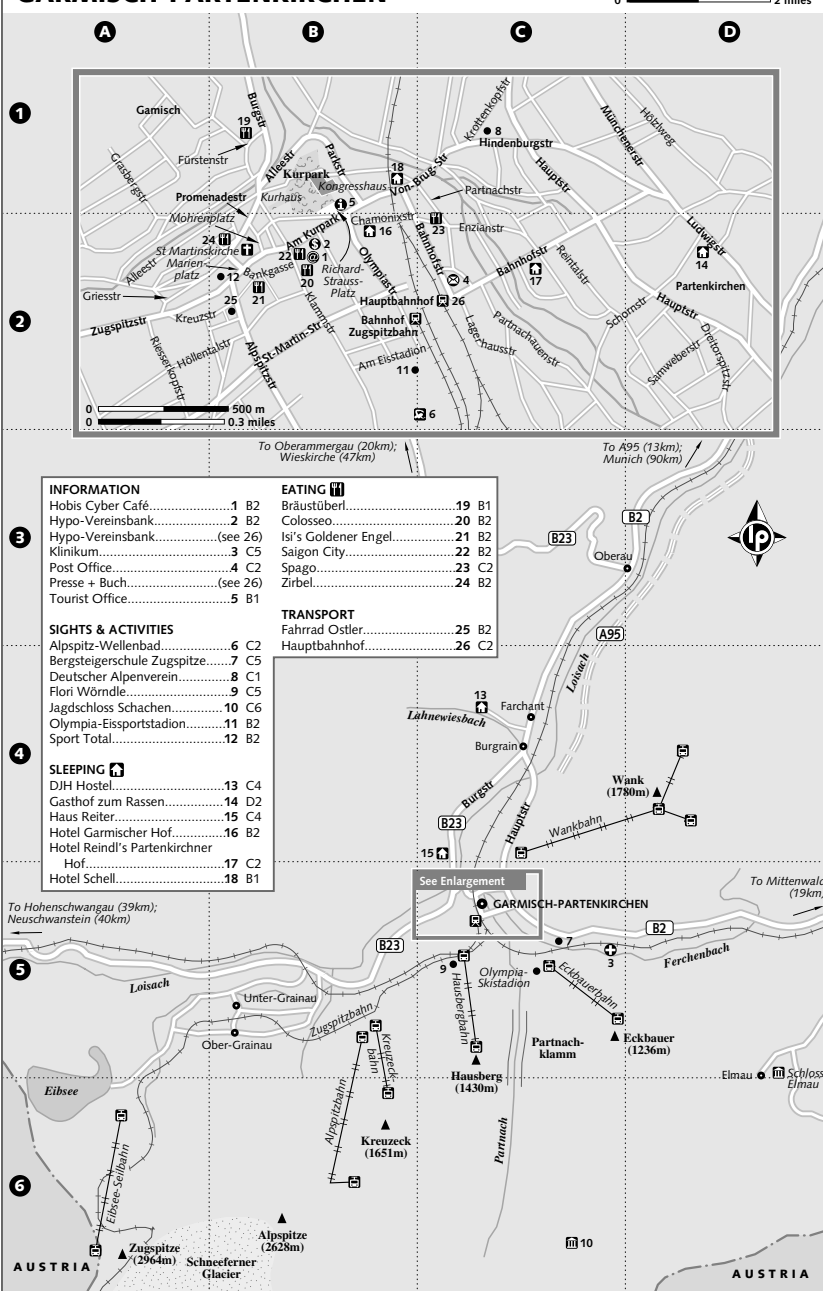 GARMISCH-PARTENKIRCHEN
0 2 miles
A B C D
1
Gamisch
19
Burgstr
Fürstenstr
Grasbergstr
Alleestr
Parkstr
Kurpark
Kongresshaus
Kurhaus
5
18
Von-Brug-Str
Krottenkopfstr
8
Hindenburgstr
Hauptstr
Münchenerstr
Hölzlweg
Partnachstr
Promenadestr
Mohrenplatz
24
St Martinskirche
Marien-
platz
Alleestr
12
Bankgasse
Griesstr
25
21
Am Kurpark
2
22
@ 1
20
Richard-
Strauss-
Platz
Chamonixstr
16
Olympiastr
23
Enzianstr
Bahnhofstr
4
Bahnhofstr
17
Reintalstr
Ludwigstr
14
Partenkirchen
2
Zugspitzstr
Kreuzstr
Höllentalstr
Riesserkopfstr
St-Martin-Str
Alpspitzstr
Klammstr
Hauptbahnhof 26
Bahnhof
Zugspitzbahn
Am Eisstadion
11
Lagerhausstr
Partnachauenstr
Schornstr
Hauptstr
Samweberstr
Dreitorspitzstr
6
0 500 m
0 0.3 miles
To Oberammergau (20km);
Wieskirche (47km)
To A95 (13km);
Munich (90km)
3
INFORMATION
Hobis Cyber Café 1 B2
Hypo-Vereinsbank 2 B2
Hypo-Vereinsbank (see 26)
Klinikum 3 C5
Post Office 4 C2
Presse + Buch (see 26)
Tourist Office 5 B1
SIGHTS & ACTIVITIES
Alpspitz-Wellenbad 6 C2
Bergsteigerschule Zugspitze 7 C5
Deutscher Alpenverein 8 C1
Flori Wörndle 9 C5
Jagdschloss Schachen 10 C6
Olympia-Eissportstadion 11 B2
Sport Total 12 B2
SLEEPING
DJH Hostel 13 C4
Gasthof zum Rassen 14 D2
Haus Reiter 15 C4
Hotel Garmischer Hof 16 B2
Hotel Reindl's Partenkirchner
Hof 17 C2
Hotel Schell 18 B1
EATING
Bräustüberl 19 B1
Colosseo 20 B2
Isi's Goldener Engel 21 B2
Saigon City 22 B2
Spago 23 C2
Zirbel 24 B2
TRANSPORT
Fahrrad Ostler 25 B2
Hauptbahnhof 26 C2
B2
B23
Oberau
lp
A95
Loisach
13
Farchant
Lahnewiesbach
Burgrain
4
Burgstr
Hauptstr
Wank
(1780m)
Wankbahn
B23
15
See Enlargement
GARMISCH-PARTENKIRCHEN
To Hohenschwangau (39km);
Neuschwanstein (40km)
To Mittenwald
(19km)
B2
7
3
Ferchenbach
B23
5
Loisach
9
Olympia-
Skistadion
Eckbauerbahn
Hausbergbahn
Unter-Grainau
Zugspitzbahn
Ober-Grainau
Kreuzeck-
bahn
Partnach-
klamm
Eckbauer
(1236m)
Hausberg
(1430m)
Elmau
Schloss
Elmau
Eibsee
Alpspitzbahn
Kreuzeck
(1651m)
Partnach
Eibsee-Seilbahn
6
Alpspitze
(2628m)
10
Zugspitze
(2964m)
Schneeferner
Glacier
AUSTRIA
AUSTRIA